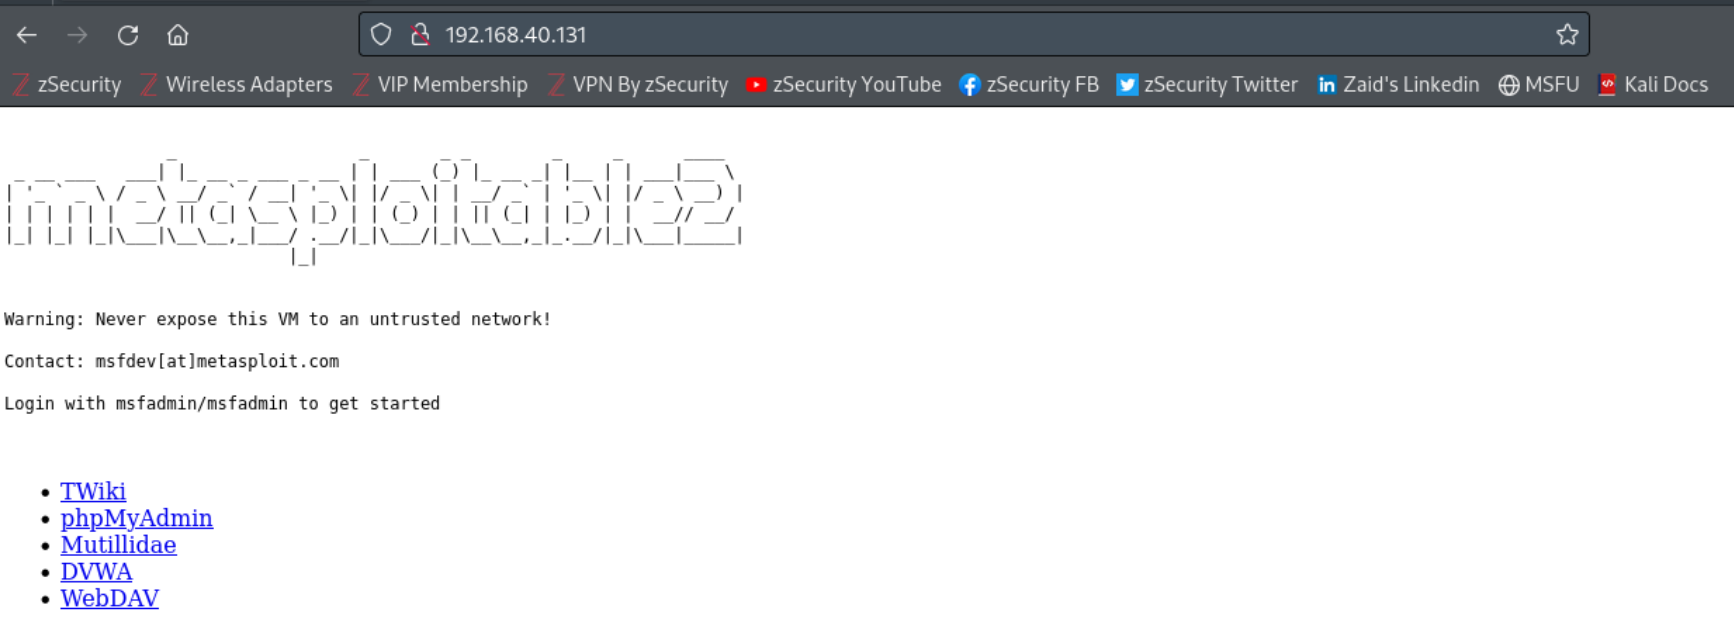 192.168.40.131
zSecurity Wireless Adapters VIP Membership VPN By zSecurity zSecurity YouTube zSecurity FB zSecurity Twitter Zaid's Linkedin MSFU Kali Docs
metasploitable2
Warning: Never expose this VM to an untrusted network!
Contact: msfdev[at]metasploit.com
Login with msfadmin/msfadmin to get started
TWiki
phpMyAdmin
Mutillidae
DVWA
WebDAV